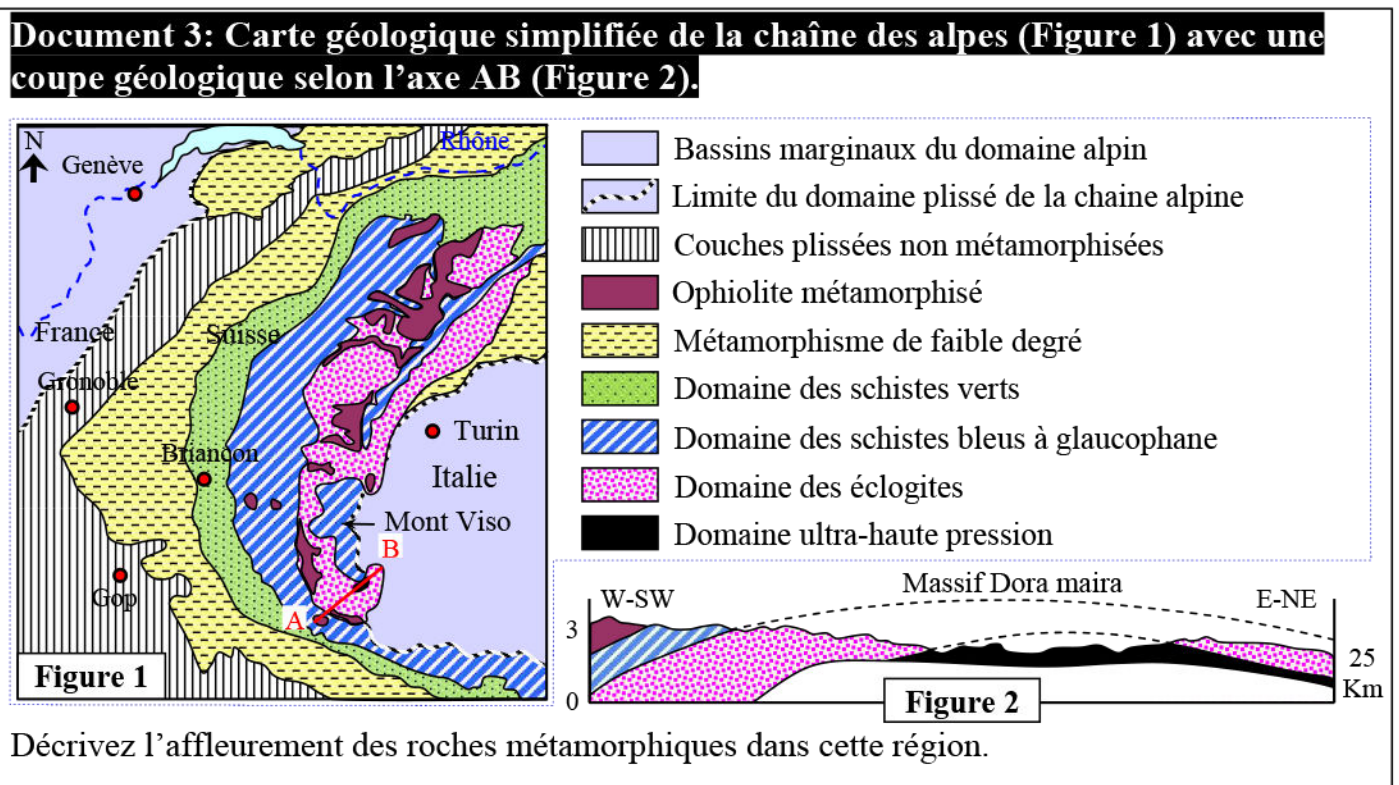 Document 3: Carte géologique simplifiée de la chaîne des alpes (Figure 1) avec une
coupe géologique selon l’axe AB (Figure 2).
N
Genève
Rhône
France
Suisse
Gronoble
Briançon
Turin
Italie
Mont Viso
B
Gop
A
Figure 1
Bassins marginaux du domaine alpin
Limite du domaine plissé de la chaine alpine
Couches plissées non métamorphisées
Ophiolite métamorphisé
Métamorphisme de faible degré
Domaine des schistes verts
Domaine des schistes bleus à glaucophane
Domaine des éclogites
Domaine ultra-haute pression
W-SW
Massif Dora maira
E-NE
3
0
25
Km
Figure 2
Décrivez l’affleurement des roches métamorphiques dans cette région.